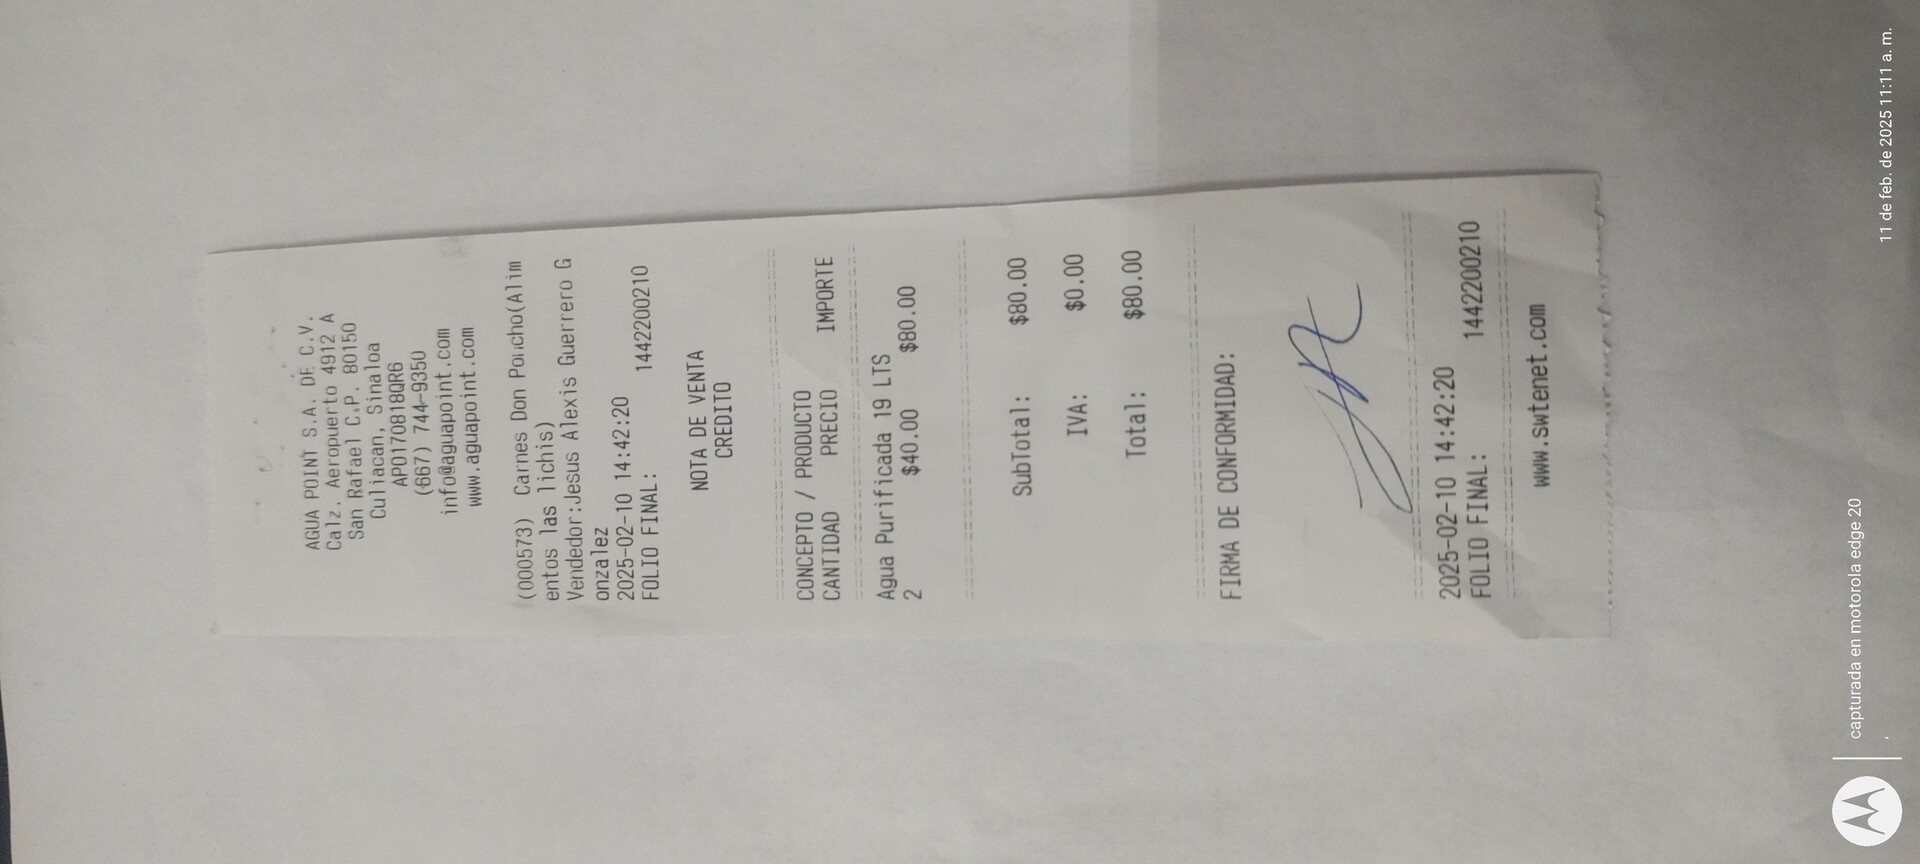 AGUA POINT S.A. DE C.V.
Calz. Aeropuerto 4912 A
San Rafael C.P. 80150
Culiacan, Sinaloa
APO170818QR6
(667) 744-9350
info@aguapoint.com
www.aguapoint.com
(000573) Carnes Don Poncho(Alim
entos las lichis)
Vendedor:Jesus Alexis Guerrero G
onzalez
2025-02-10 14:42:20
FOLIO FINAL: 1442200210
NOTA DE VENTA
CREDITO
CONCEPTO / PRODUCTO
CANTIDAD PRECIO IMPORTE
Agua Purificada 19 LTS
2 $40.00 $80.00
SubTotal: $80.00
IVA: $0.00
Total: $80.00
FIRMA DE CONFORMIDAD:
2025-02-10 14:42:20
FOLIO FINAL: 1442200210
www.swtenet.com
capturada en motorola edge 20
11 de feb. de 2025 11:11 a. m.